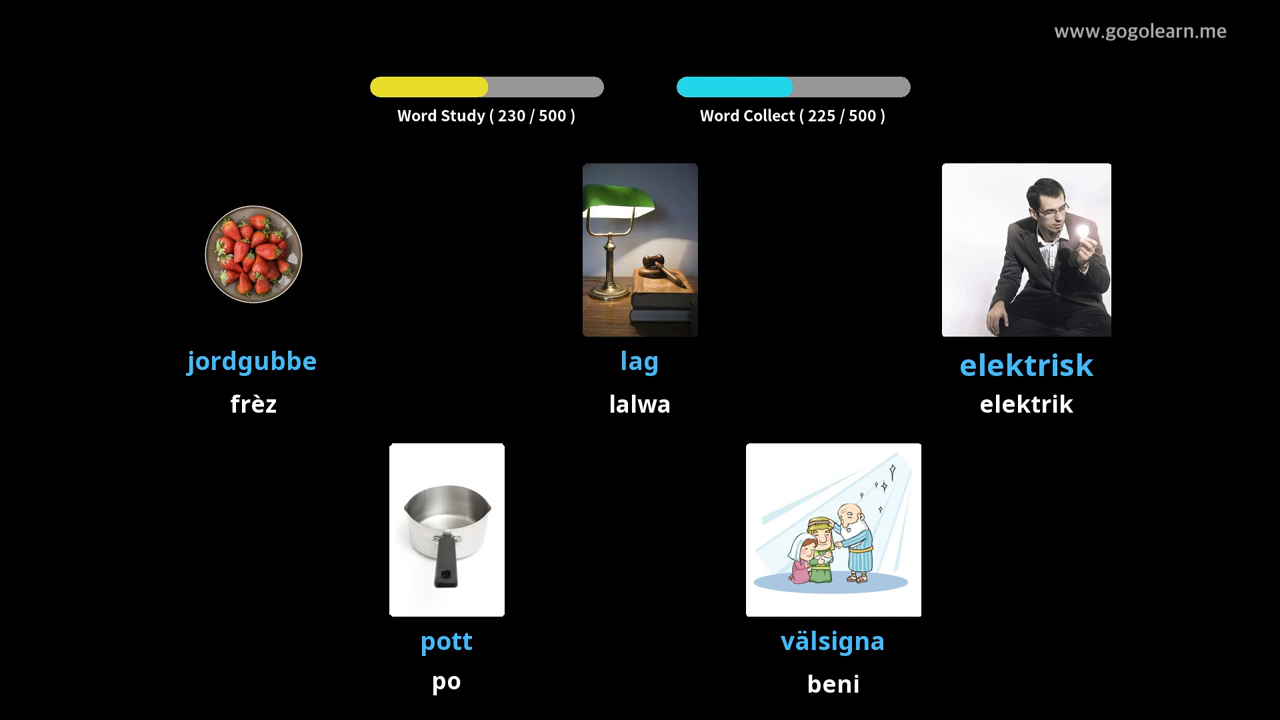 www.gogolearn.me
Word Study ( 230 / 500 )
Word Collect ( 225 / 500 )
jordgubbe
frèz
lag
lalwa
elektrisk
elektrik
pott
po
välsigna
beni